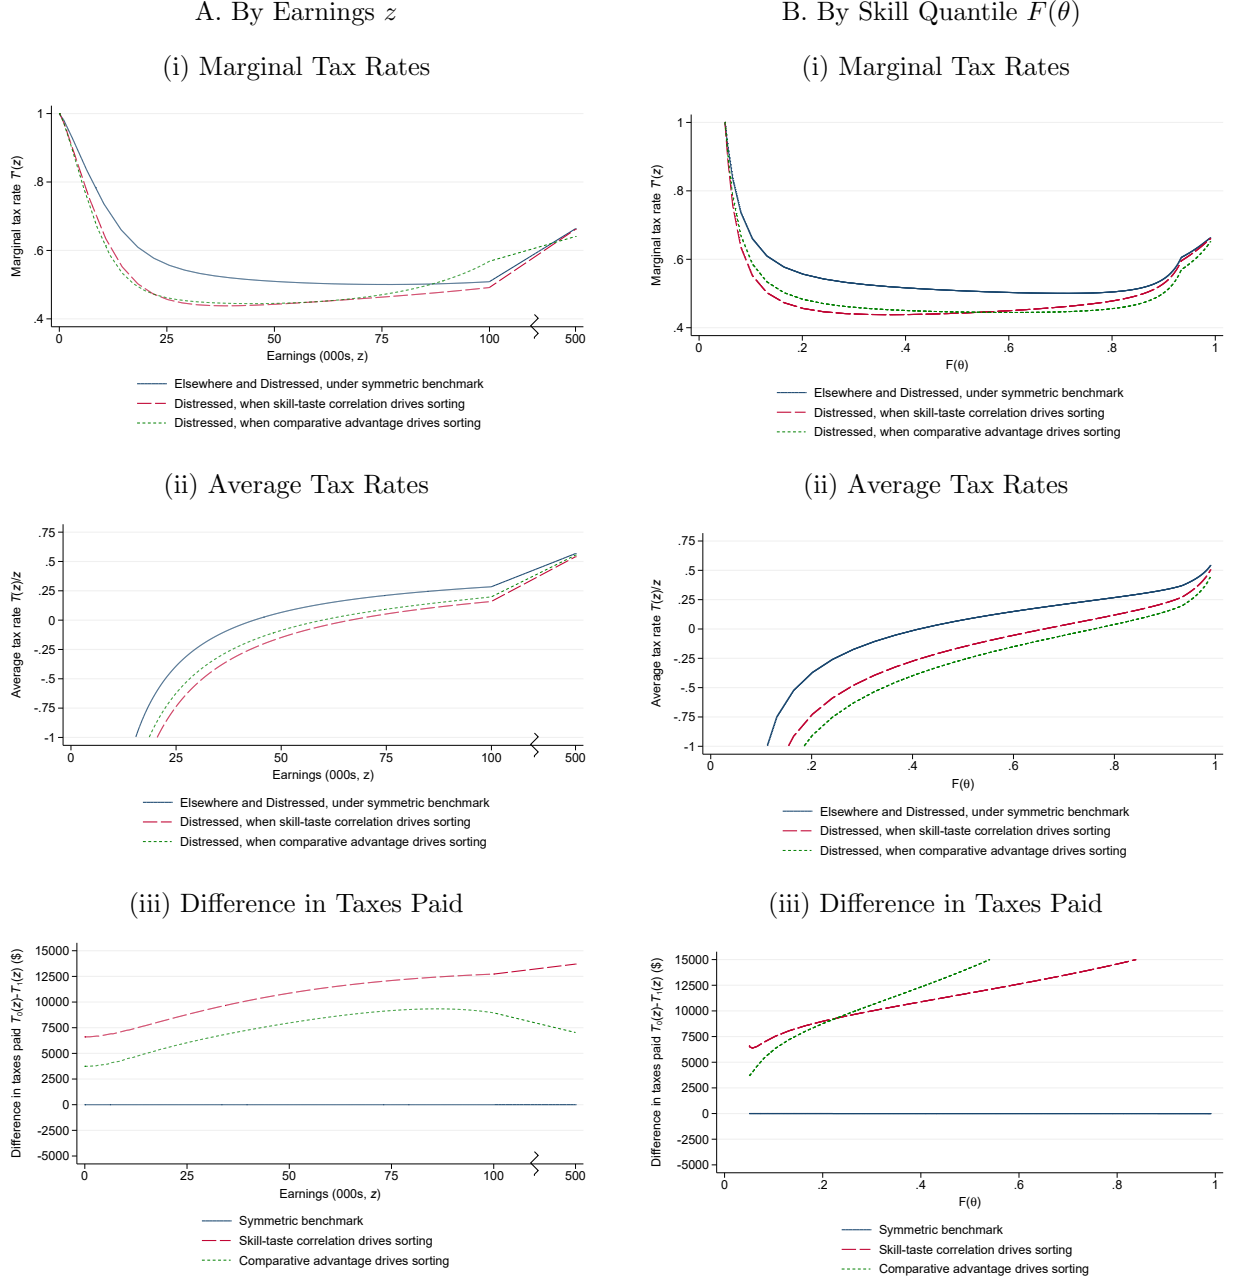 A. By Earnings z
(i) Marginal Tax Rates
Marginal tax rate T'(z)
1
.8
.6
.4
0
25
50
75
100
500
Earnings (000s, z)
Elsewhere and Distressed, under symmetric benchmark
Distressed, when skill-taste correlation drives sorting
Distressed, when comparative advantage drives sorting
(ii) Average Tax Rates
Average tax rate T(z)/z
.75
.5
.25
0
-.25
-.5
-.75
-1
0
25
50
75
100
500
Earnings (000s, z)
Elsewhere and Distressed, under symmetric benchmark
Distressed, when skill-taste correlation drives sorting
Distressed, when comparative advantage drives sorting
(iii) Difference in Taxes Paid
Difference in taxes paid T₀(z)-T₁(z) ($)
15000
12500
10000
7500
5000
2500
0
-2500
-5000
0
25
50
75
100
500
Earnings (000s, z)
Symmetric benchmark
Skill-taste correlation drives sorting
Comparative advantage drives sorting
B. By Skill Quantile F(θ)
(i) Marginal Tax Rates
Marginal tax rate T'(z)
1
.8
.6
.4
0
.2
.4
.6
.8
1
F(θ)
Elsewhere and Distressed, under symmetric benchmark
Distressed, when skill-taste correlation drives sorting
Distressed, when comparative advantage drives sorting
(ii) Average Tax Rates
Average tax rate T(z)/z
.75
.5
.25
0
-.25
-.5
-.75
-1
0
.2
.4
.6
.8
1
F(θ)
Elsewhere and Distressed, under symmetric benchmark
Distressed, when skill-taste correlation drives sorting
Distressed, when comparative advantage drives sorting
(iii) Difference in Taxes Paid
Difference in taxes paid T₀(z)-T₁(z) ($)
15000
12500
10000
7500
5000
2500
0
-2500
-5000
0
.2
.4
.6
.8
1
F(θ)
Symmetric benchmark
Skill-taste correlation drives sorting
Comparative advantage drives sorting